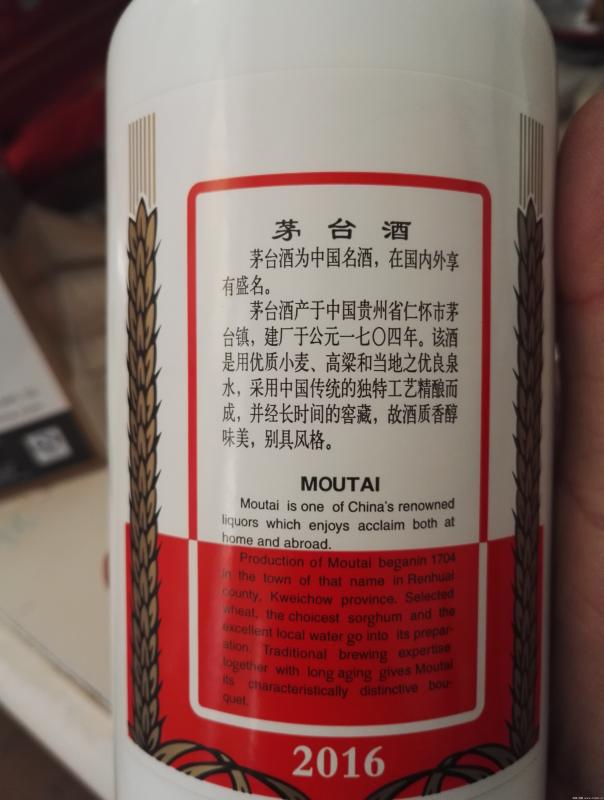 茅台酒
茅台酒为中国名酒，在国内外享
有盛名。
茅台酒产于中国贵州省仁怀市茅
台镇，建厂于公元一七〇四年。该酒
是用优质小麦、高粱和当地之优良泉
水，采用中国传统的独特工艺精酿而
成，并经长时间的窖藏，故酒质香醇
味美，别具风格。
MOUTAI
Moutai is one of China's renowned
liquors which enjoys acclaim both at
home and abroad.
Production of Moutai beganin 1704
in the town of that name in Renhuai
county, Kweichow province. Selected
wheat, the choicest sorghum and the
excellent local water go into its prepar-
ation. Traditional brewing expertise
together with long aging gives Moutai
its characteristically distinctive bou-
quet.
2016